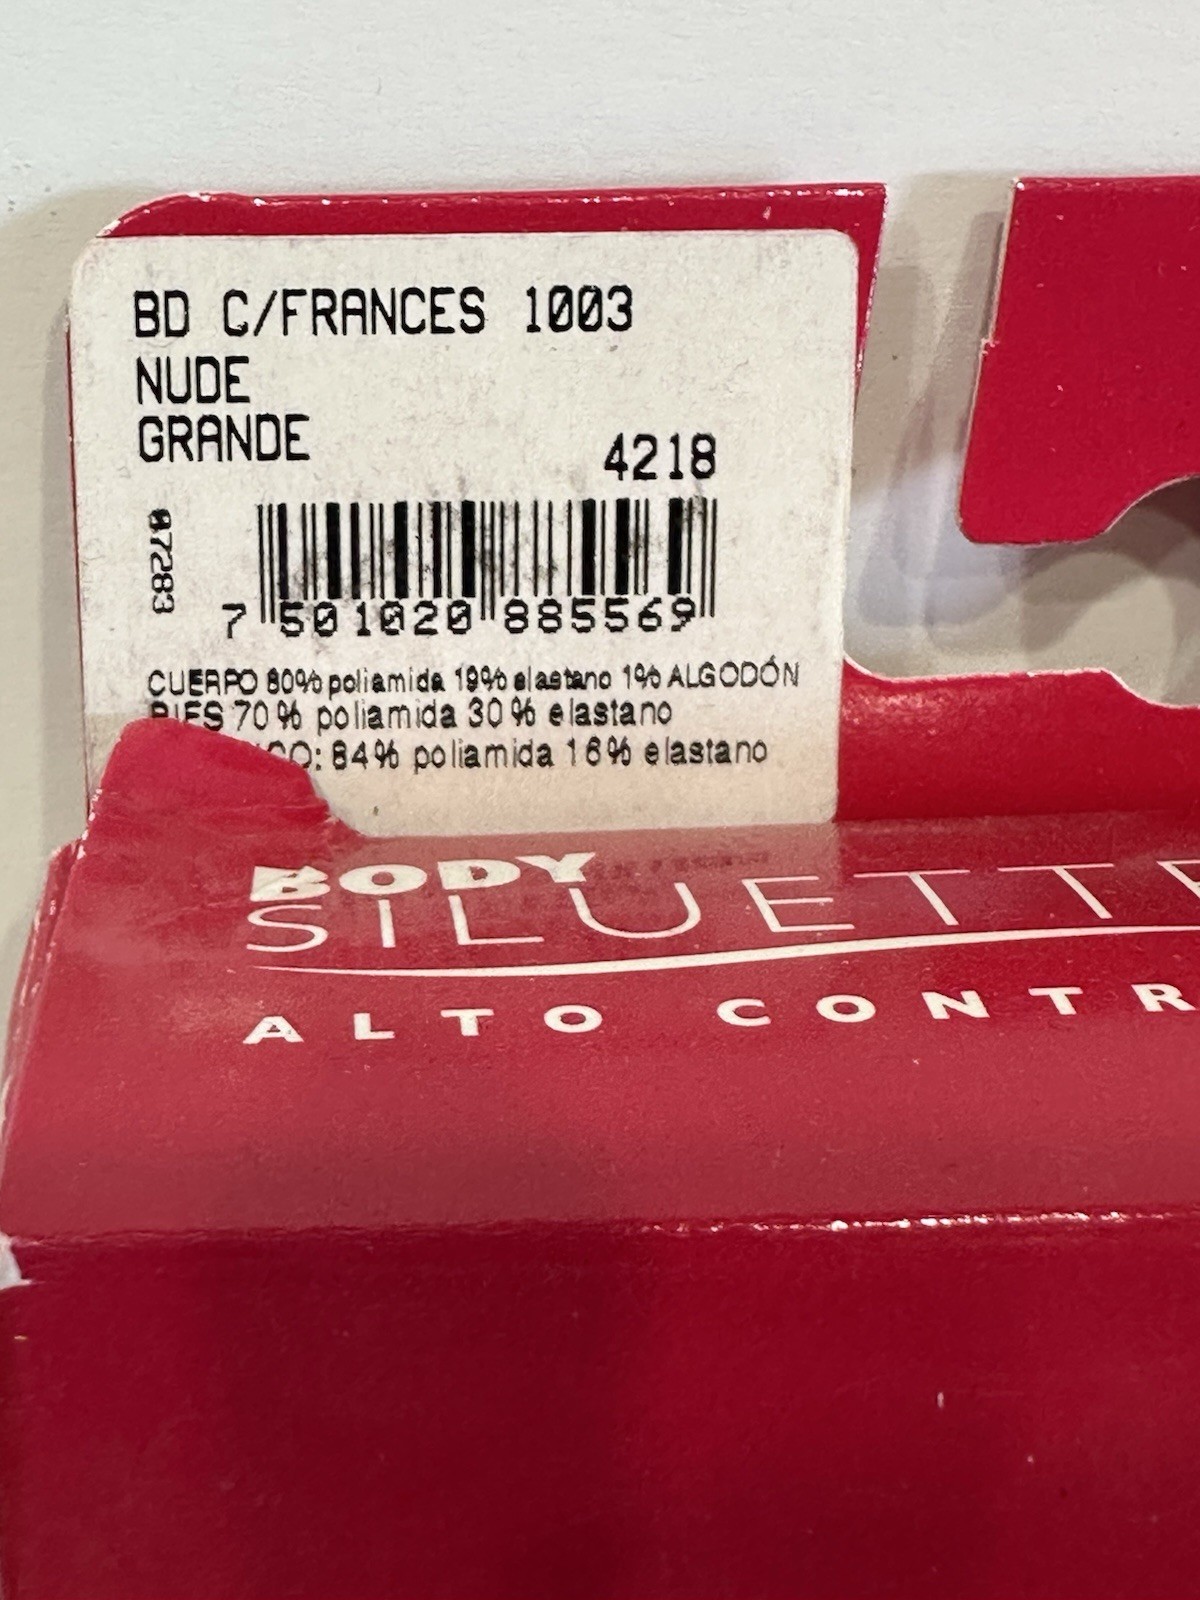 BD C/FRANCES 1003
NUDE
GRANDE
4218
07283
7 501020 885569
CUERPO 80% poliamida 19% elastano 1% ALGODÓN
PIES 70% poliamida 30% elastano
CO: 84% poliamida 16% elastano
BODY
SILUETTE
ALTO CONTR